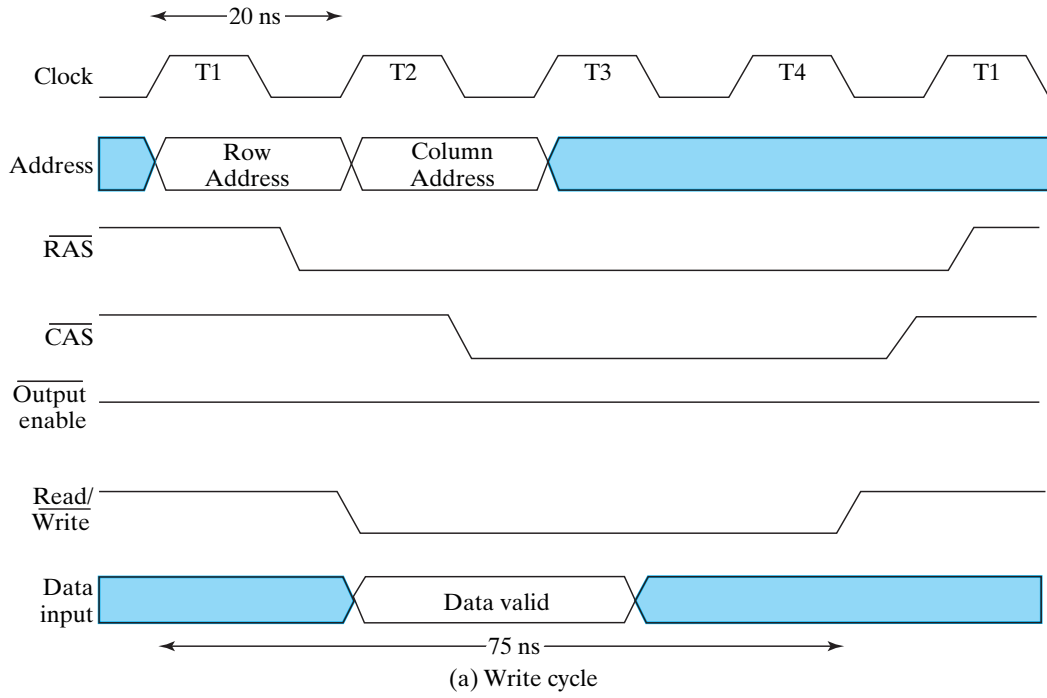 20 ns
Clock
T1
T2
T3
T4
T1
Address
Row
Address
Column
Address
RAS
CAS
Output
enable
Read/
Write
Data
input
Data valid
75 ns
(a) Write cycle